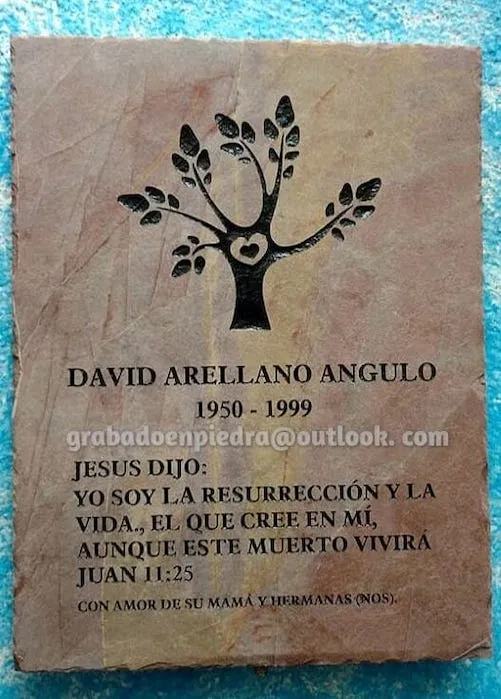 DAVID ARELLANO ANGULO
1950 - 1999
grabadoenpiedra@outlook.com
JESUS DIJO:
YO SOY LA RESURRECCIÓN Y LA
VIDA., EL QUE CREE EN MÍ,
AUNQUE ESTE MUERTO VIVIRÁ
JUAN 11:25
CON AMOR DE SU MAMÁ Y HERMANAS (NOS).